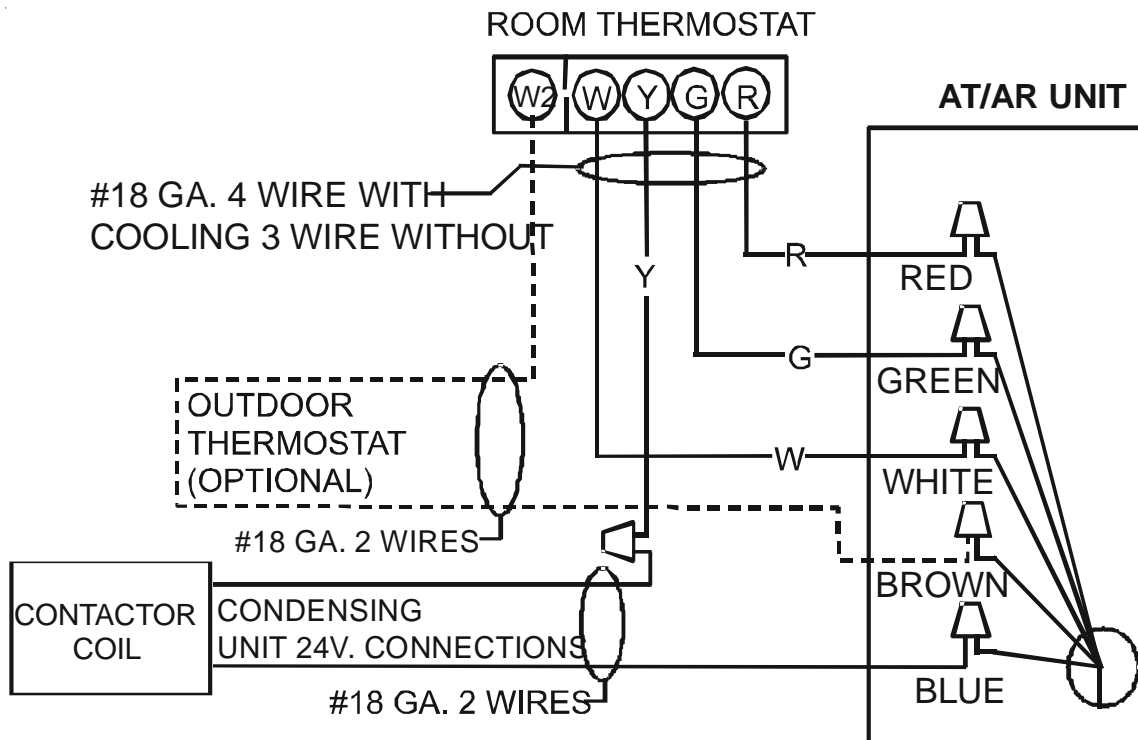 ROOM THERMOSTAT
W2 W Y G R
AT/AR UNIT
#18 GA. 4 WIRE WITH
COOLING 3 WIRE WITHOUT
R
RED
Y
G
GREEN
OUTDOOR
THERMOSTAT
(OPTIONAL)
W
WHITE
#18 GA. 2 WIRES
BROWN
CONTACTOR
COIL
CONDENSING
UNIT 24V. CONNECTIONS
BLUE
#18 GA. 2 WIRES